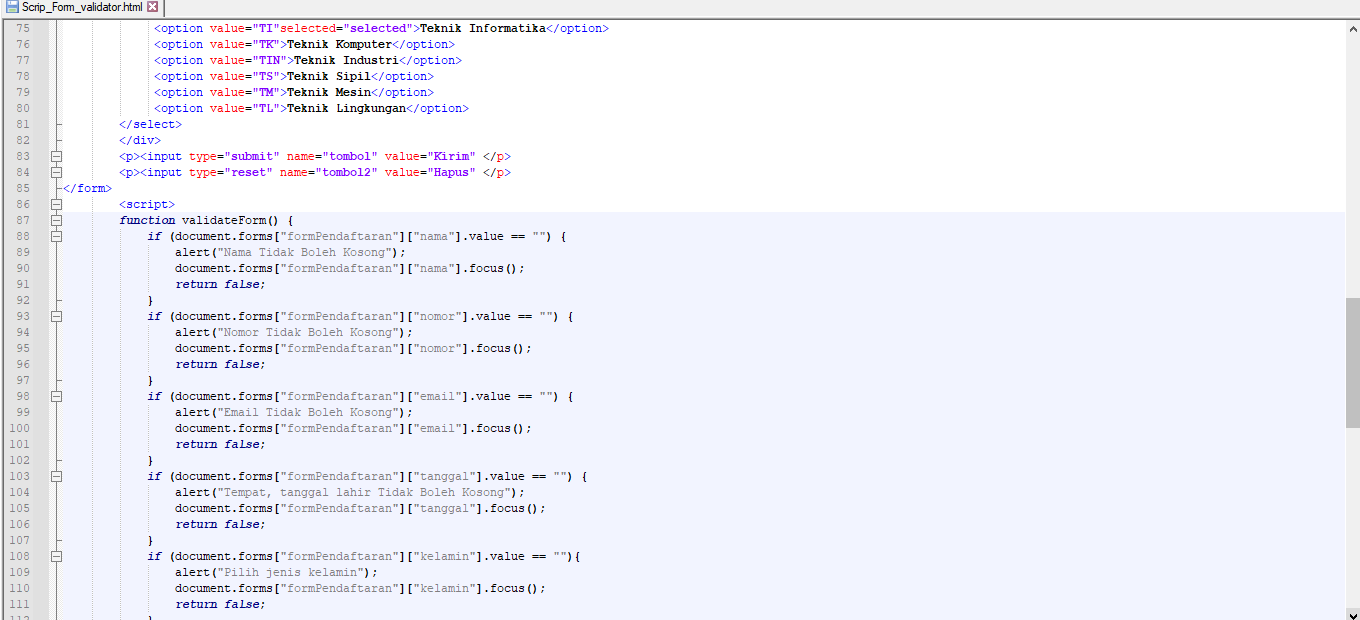 Scrip_Form_validator.html
75 <option value="TI"selected="selected">Teknik Informatika</option>
76 <option value="TK">Teknik Komputer</option>
77 <option value="TIN">Teknik Industri</option>
78 <option value="TS">Teknik Sipil</option>
79 <option value="TM">Teknik Mesin</option>
80 <option value="TL">Teknik Lingkungan</option>
81 </select>
82 </div>
83 <p><input type="submit" name="tombol" value="Kirim" </p>
84 <p><input type="reset" name="tombol2" value="Hapus" </p>
85 </form>
86 <script>
87 function validateForm() {
88 if (document.forms["formPendaftaran"]["nama"].value == "") {
89 alert("Nama Tidak Boleh Kosong");
90 document.forms["formPendaftaran"]["nama"].focus();
91 return false;
92 }
93 if (document.forms["formPendaftaran"]["nomor"].value == "") {
94 alert("Nomor Tidak Boleh Kosong");
95 document.forms["formPendaftaran"]["nomor"].focus();
96 return false;
97 }
98 if (document.forms["formPendaftaran"]["email"].value == "") {
99 alert("Email Tidak Boleh Kosong");
100 document.forms["formPendaftaran"]["email"].focus();
101 return false;
102 }
103 if (document.forms["formPendaftaran"]["tanggal"].value == "") {
104 alert("Tempat, tanggal lahir Tidak Boleh Kosong");
105 document.forms["formPendaftaran"]["tanggal"].focus();
106 return false;
107 }
108 if (document.forms["formPendaftaran"]["kelamin"].value == ""){
109 alert("Pilih jenis kelamin");
110 document.forms["formPendaftaran"]["kelamin"].focus();
111 return false;